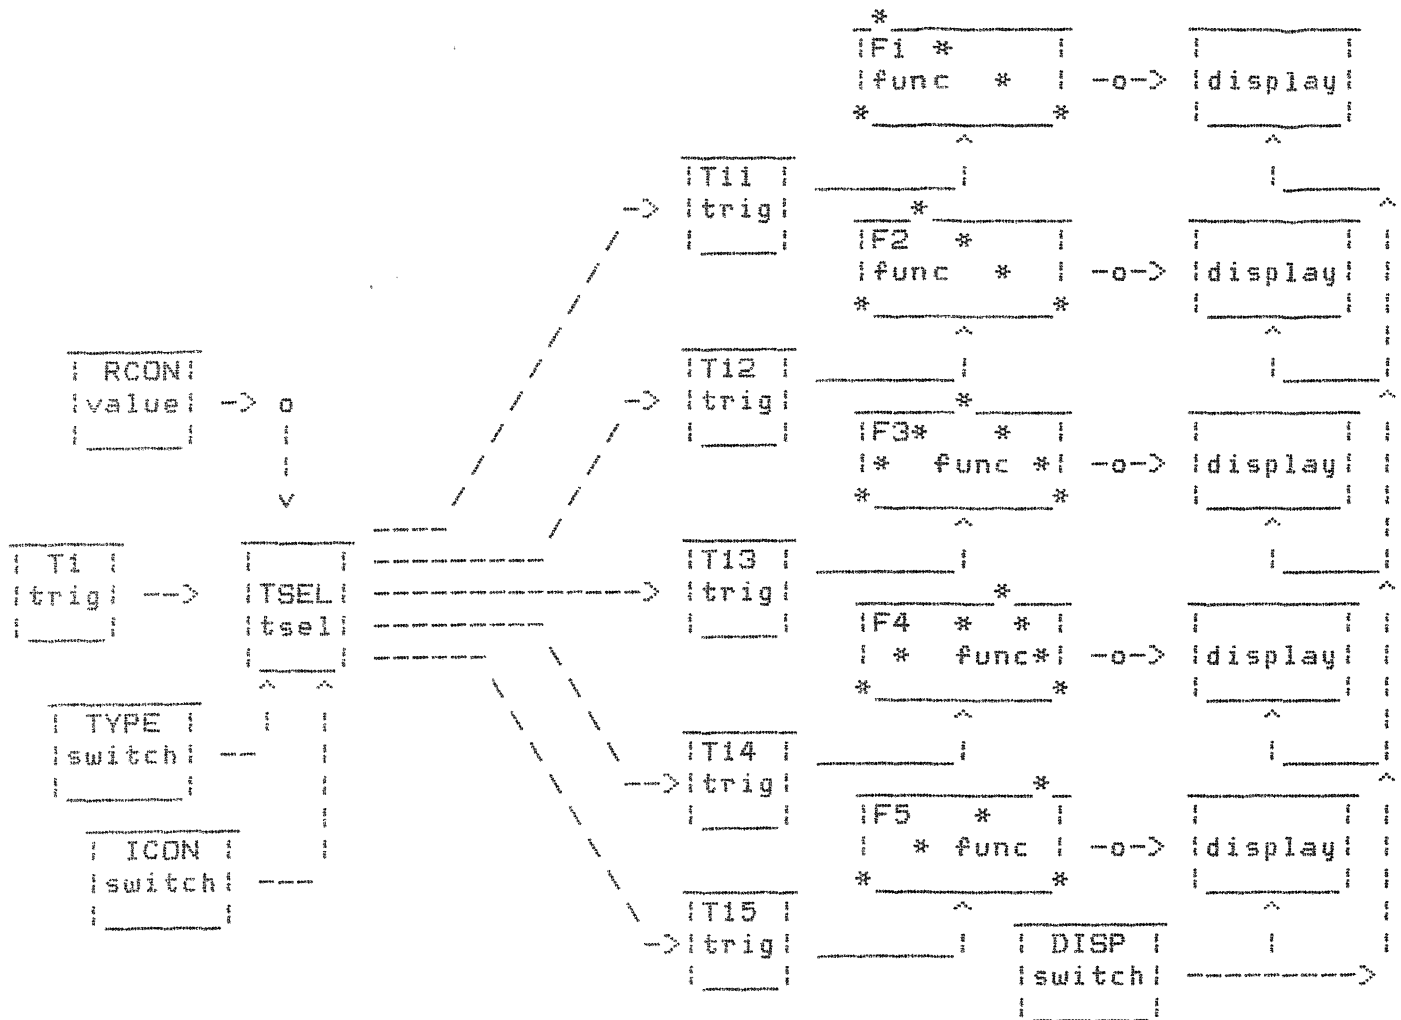 F1
func
display
T11
trig
F2
func
display
RCON
value
T12
trig
F3
func
display
T1
trig
TSEL
tsel
T13
trig
F4
func
display
TYPE
switch
T14
trig
F5
func
display
ICON
switch
T15
trig
DISP
switch